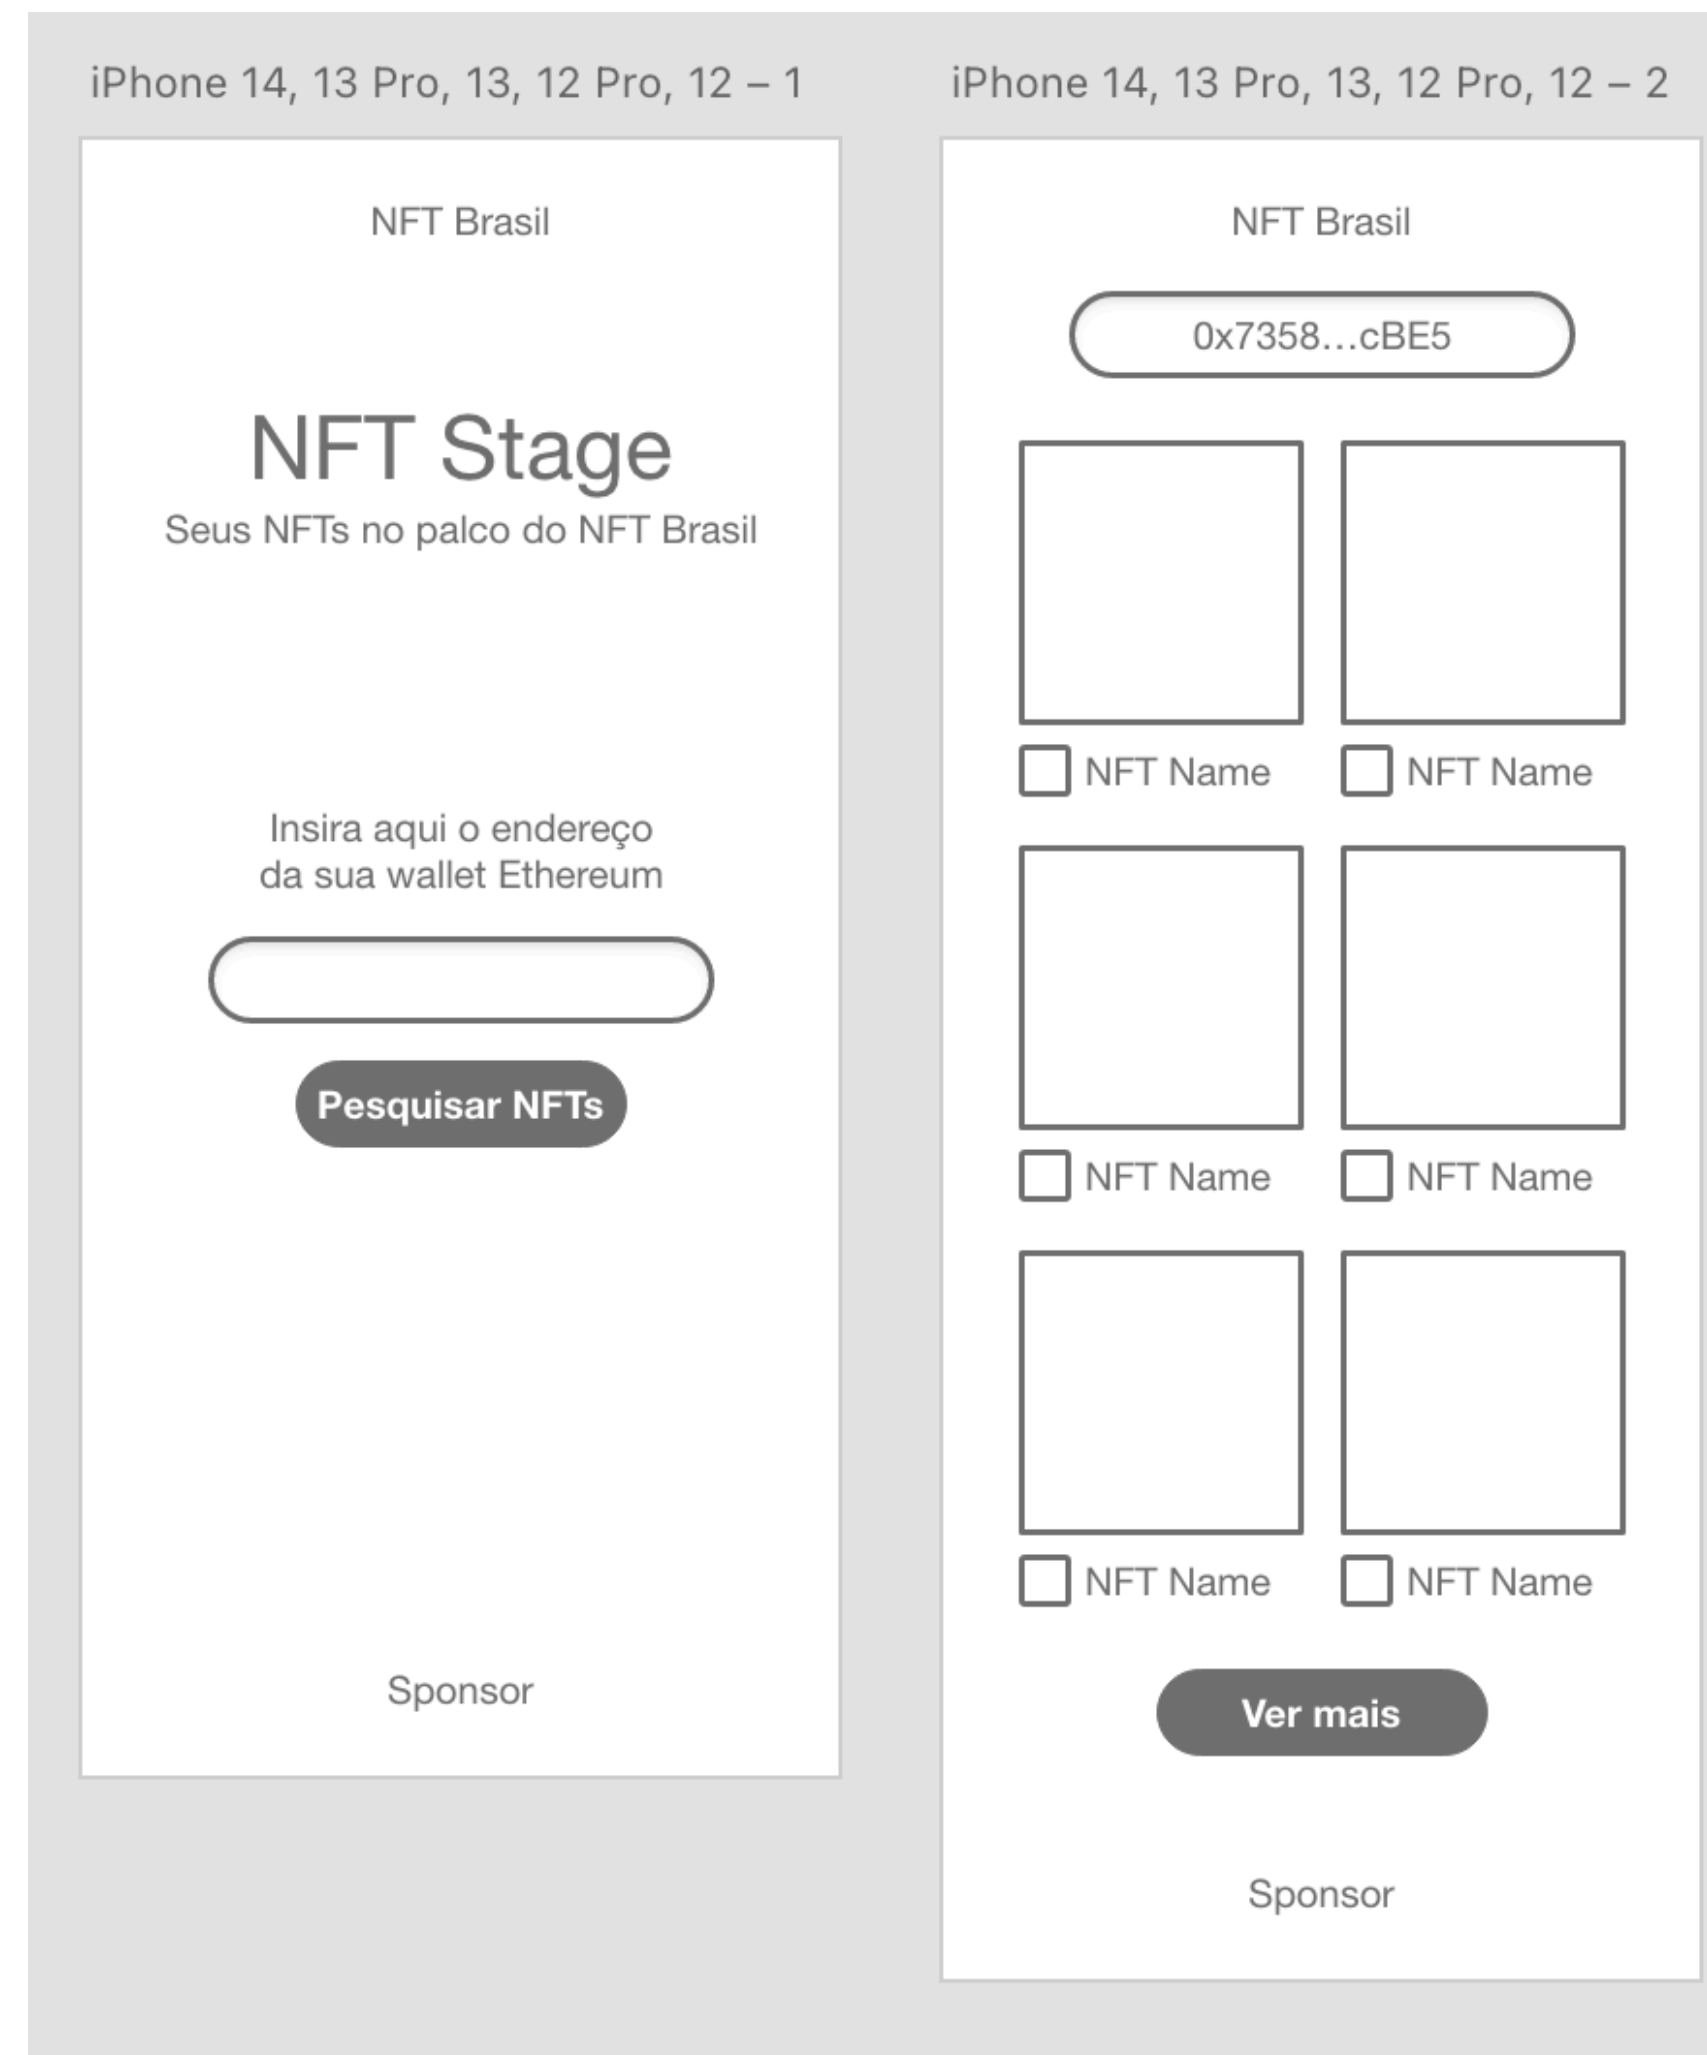 iPhone 14, 13 Pro, 13, 12 Pro, 12 – 1
NFT Brasil
NFT Stage
Seus NFTs no palco do NFT Brasil
Insira aqui o endereço
da sua wallet Ethereum
Pesquisar NFTs
Sponsor
iPhone 14, 13 Pro, 13, 12 Pro, 12 – 2
NFT Brasil
0x7358...cBE5
NFT Name
NFT Name
NFT Name
NFT Name
NFT Name
NFT Name
Ver mais
Sponsor